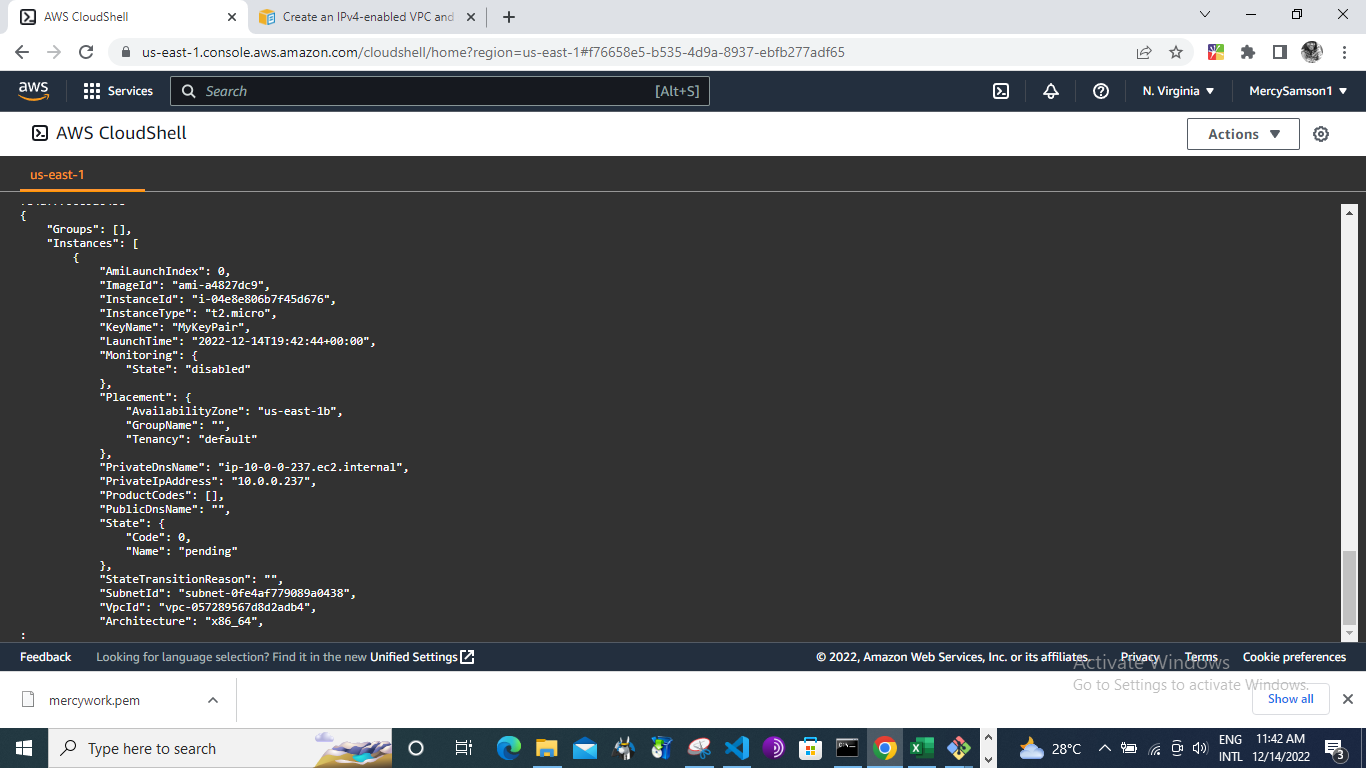 AWS CloudShell
Create an IPv4-enabled VPC and
us-east-1.console.aws.amazon.com/cloudshell/home?region=us-east-1#f76658e5-b535-4d9a-8937-ebfb277adf65
aws
Services
Search
[Alt+S]
N. Virginia
MercySamson1
AWS CloudShell
Actions
us-east-1
{
"Groups": [],
"Instances": [
{
"AmiLaunchIndex": 0,
"ImageId": "ami-a4827dc9",
"InstanceId": "i-04e8e806b7f45d676",
"InstanceType": "t2.micro",
"KeyName": "MyKeyPair",
"LaunchTime": "2022-12-14T19:42:44+00:00",
"Monitoring": {
"State": "disabled"
},
"Placement": {
"AvailabilityZone": "us-east-1b",
"GroupName": "",
"Tenancy": "default"
},
"PrivateDnsName": "ip-10-0-0-237.ec2.internal",
"PrivateIpAddress": "10.0.0.237",
"ProductCodes": [],
"PublicDnsName": "",
"State": {
"Code": 0,
"Name": "pending"
},
"StateTransitionReason": "",
"SubnetId": "subnet-0fe4af779089a0438",
"VpcId": "vpc-057289567d8d2adb4",
"Architecture": "x86_64",
:
Feedback
Looking for language selection? Find it in the new Unified Settings
© 2022, Amazon Web Services, Inc. or its affiliates.
Privacy
Terms
Cookie preferences
Activate Windows
Go to Settings to activate Windows.
mercywork.pem
Show all
Type here to search
28°C
ENG
INTL
11:42 AM
12/14/2022
3